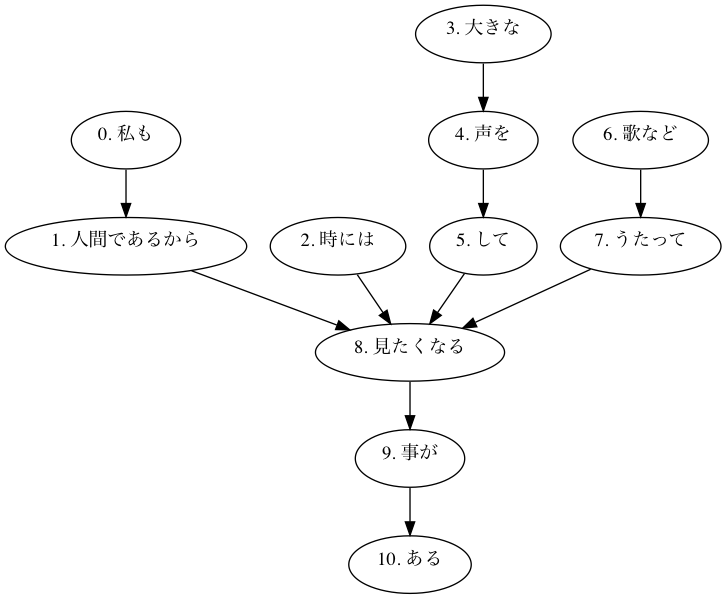 3. 大きな
0. 私も
4. 声を
6. 歌など
1. 人間であるから
2. 時には
5. して
7. うたって
8. 見たくなる
9. 事が
10. ある